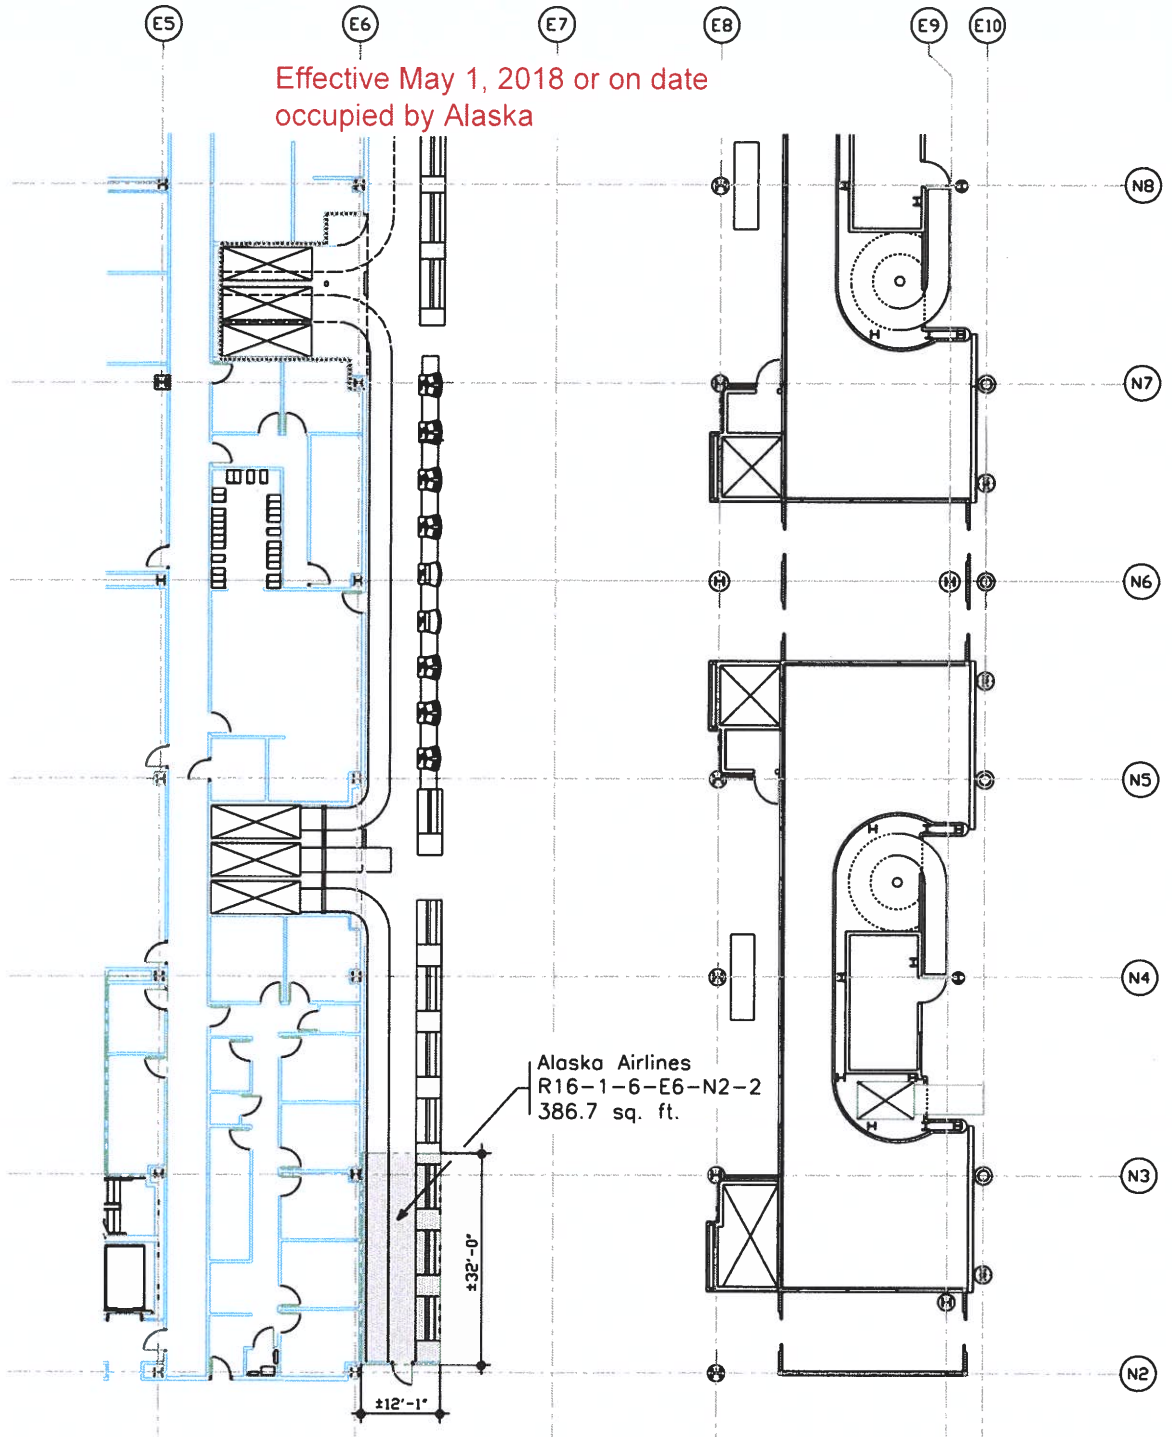 E5 E6 E7 E8 E9 E10
Effective May 1, 2018 or on date
occupied by Alaska
N8
N7
N6
N5
N4
Alaska Airlines
R16-1-6-E6-N2-2
386.7 sq. ft.
N3
±32'-0"
N2
±12'-1"